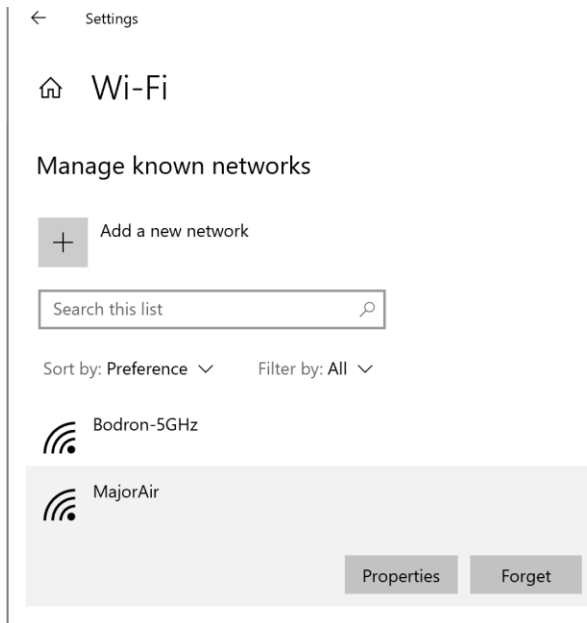 Settings
Wi-Fi
Manage known networks
Add a new network
Search this list
Sort by: Preference Filter by: All
Bodron-5GHz
MajorAir
Properties Forget